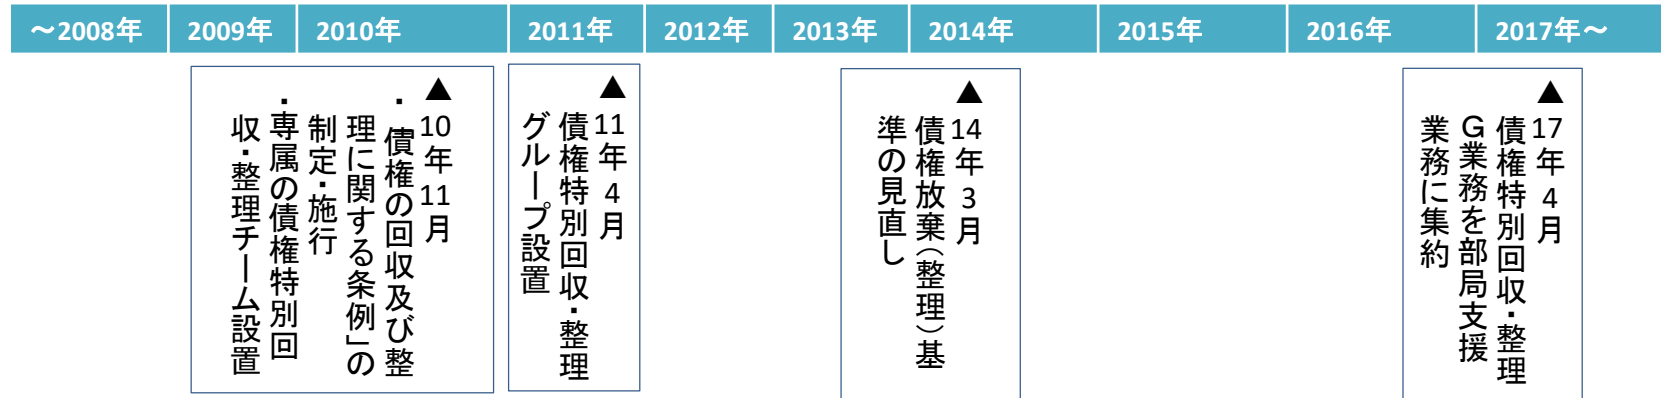 ～2008年
2009年
2010年
2011年
2012年
2013年
2014年
2015年
2016年
2017年～
▲
10年11月
・「債権の回収及び整
理に関する条例」の
制定・施行
・専属の債権特別回
収・整理チーム設置
▲
11年4月
債権特別回収・整理
グループ設置
▲
14年3月
債権放棄（整理）基
準の見直し
▲
17年4月
債権特別回収・整理
Ｇ業務を部局支援
業務に集約